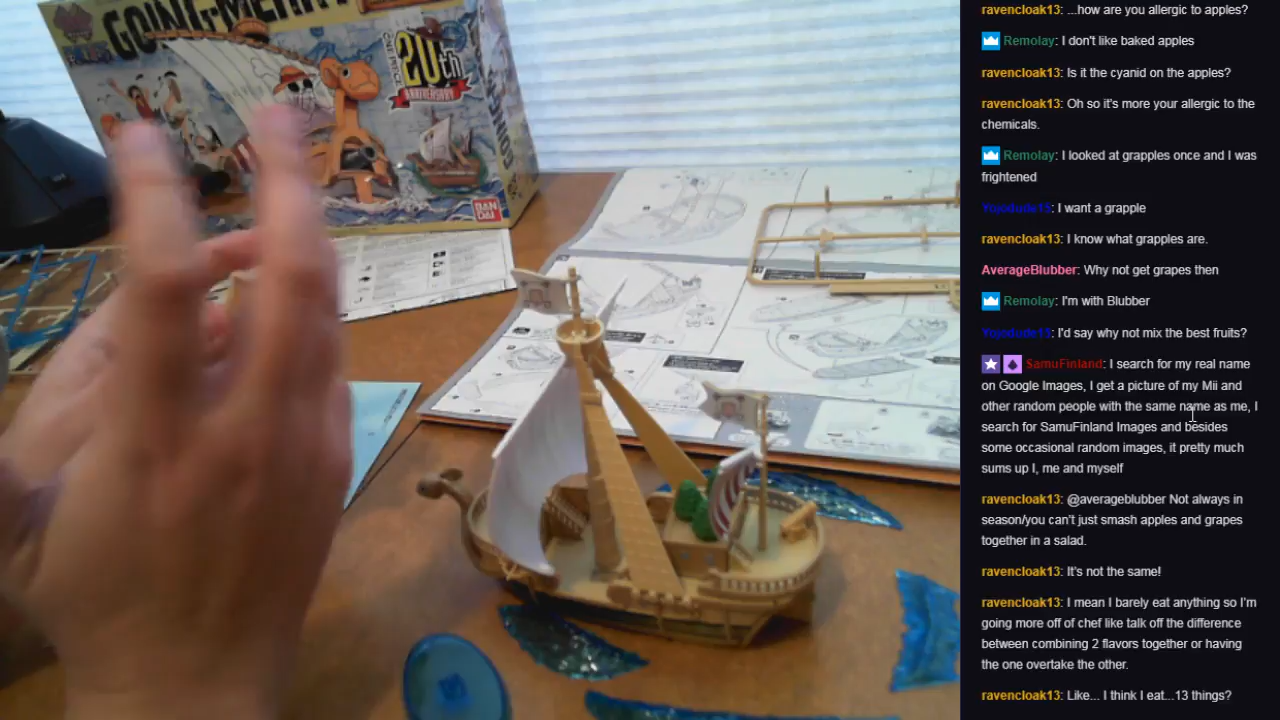 GOING MERRY
ONE PIECE
20th
ANNIVERSARY
BAN
DAI
ravencloak13: ...how are you allergic to apples?
Remolay: I don't like baked apples
ravencloak13: Is it the cyanid on the apples?
ravencloak13: Oh so it's more your allergic to the
chemicals.
Remolay: I looked at grapples once and I was
frightened
Yojodude15: I want a grapple
ravencloak13: I know what grapples are.
AverageBlubber: Why not get grapes then
Remolay: I'm with Blubber
Yojodude15: I'd say why not mix the best fruits?
SamuFinland: I search for my real name
on Google Images, I get a picture of my Mii and
other random people with the same name as me, I
search for SamuFinland Images and besides
some occasional random images, it pretty much
sums up I, me and myself
ravencloak13: @averageblubber Not always in
season/you can't just smash apples and grapes
together in a salad.
ravencloak13: It's not the same!
ravencloak13: I mean I barely eat anything so I'm
going more off of chef like talk off the difference
between combining 2 flavors together or having
the one overtake the other.
ravencloak13: Like... I think I eat...13 things?